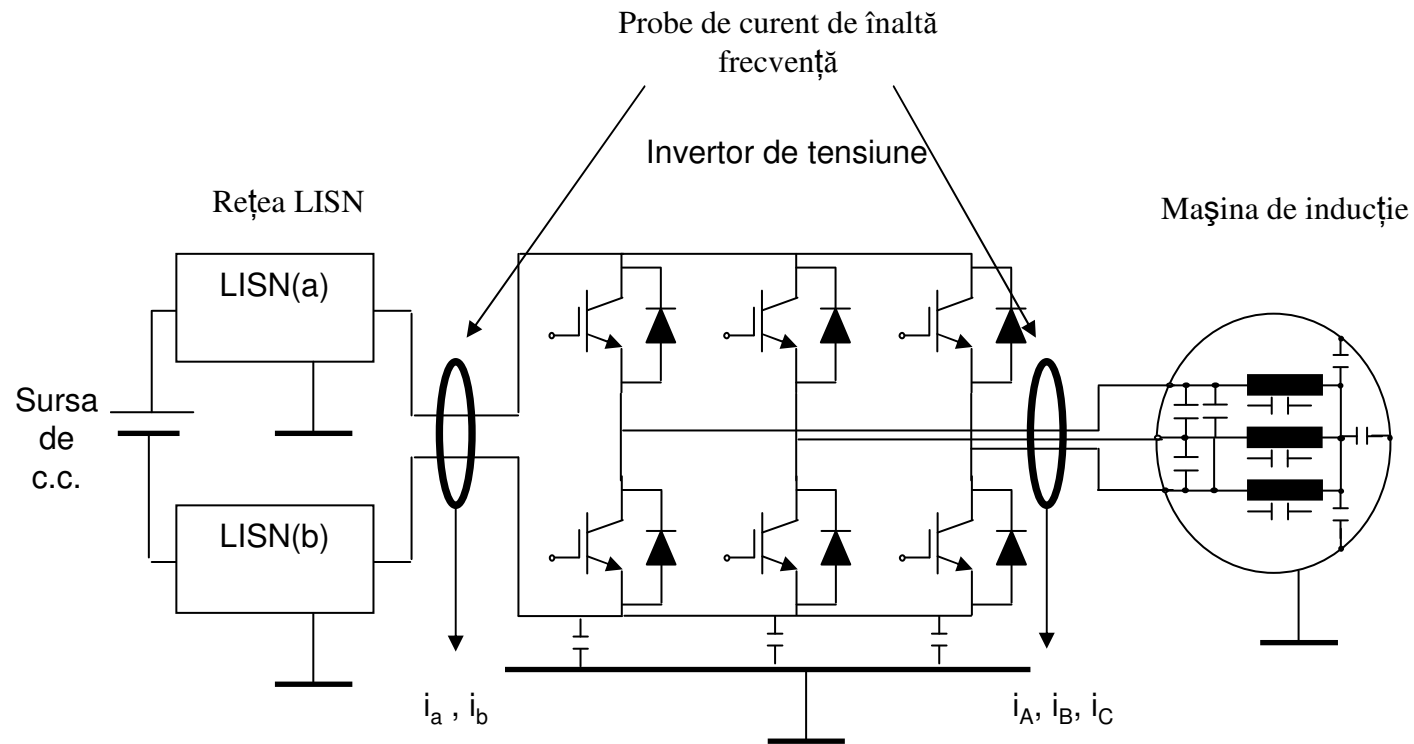 Probe de curent de înaltă
frecvență
Invertor de tensiune
Rețea LISN
Mașina de inducție
LISN(a)
Sursa
de
c.c.
LISN(b)
i_a , i_b
i_A, i_B, i_C